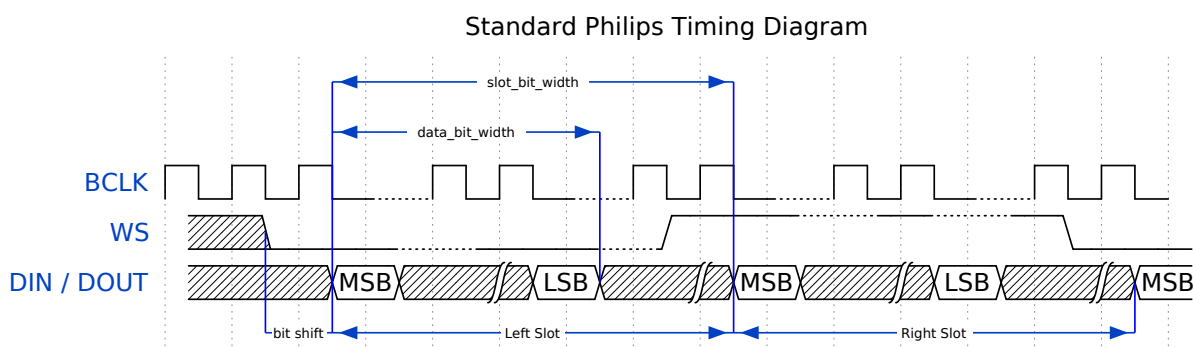 Standard Philips Timing Diagram
slot_bit_width
data_bit_width
BCLK
WS
DIN / DOUT
MSB
LSB
MSB
LSB
MSB
bit shift
Left Slot
Right Slot